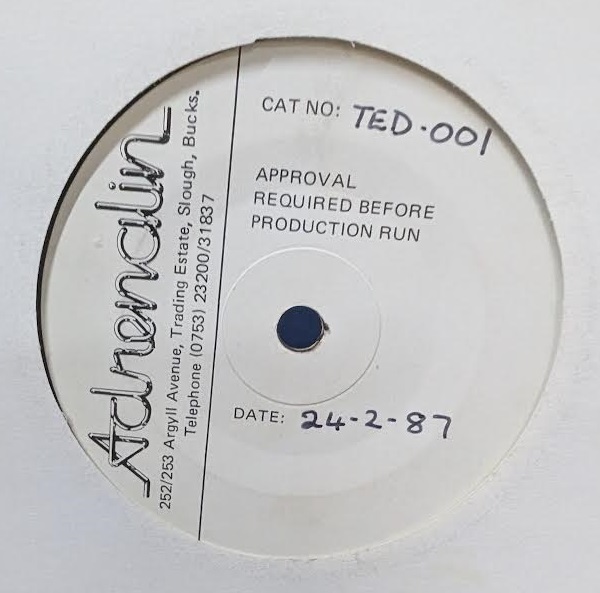 Adrenalin
252/253 Argyll Avenue, Trading Estate, Slough, Bucks.
Telephone (0753) 23200/31837
CAT NO: TED·001
APPROVAL
REQUIRED BEFORE
PRODUCTION RUN
DATE: 24-2-87